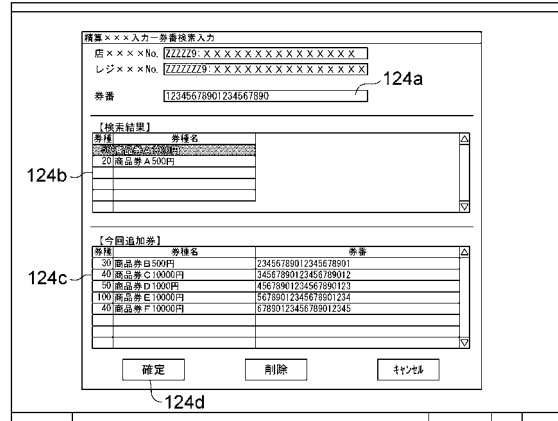 精算×××入力ー券番検索入力
店××××No. ZZZZZ9:×××××××××××××××
レジ×××No. ZZZZZZZ9:×××××××××××××××
124a
券番 12345678901234567890
【検索結果】
券種 券種名
20 商品券A500円
124b
【今回追加券】
券種 券種名 券番
30 商品券B500円 23456789012345678901
124c
40 商品券C10000円 34567890123456789012
50 商品券D1000円 45678901234567890123
100 商品券E10000円 56789012345678901234
40 商品券F10000円 67890123456789012345
確定 削除 キャンセル
124d